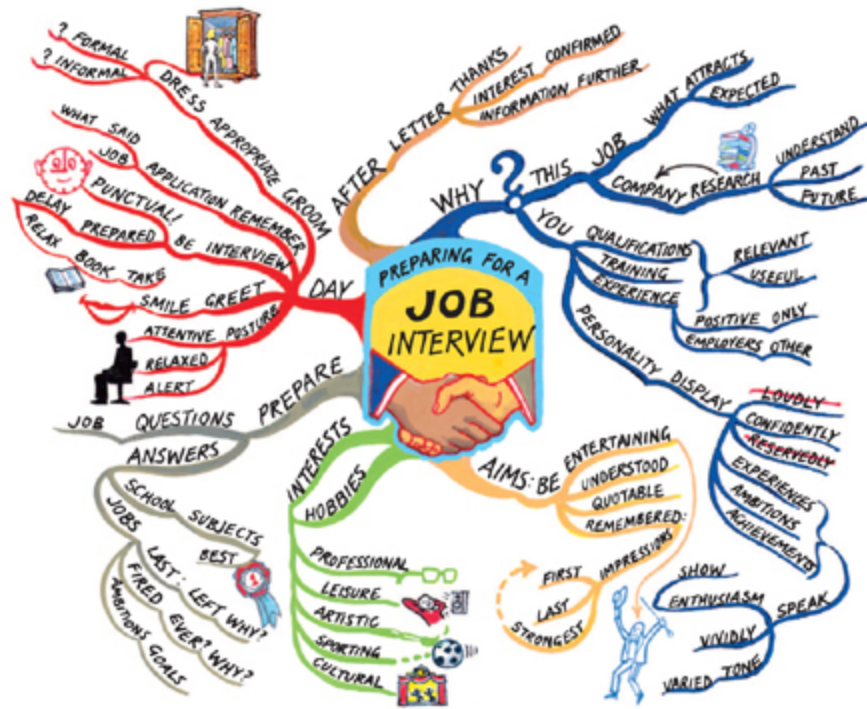 PREPARING FOR A
JOB
INTERVIEW
WHY ?
THIS JOB
WHAT ATTRACTS
EXPECTED
COMPANY RESEARCH
UNDERSTAND
PAST
FUTURE
YOU
QUALIFICATIONS
TRAINING
EXPERIENCE
RELEVANT
USEFUL
POSITIVE ONLY
EMPLOYERS OTHER
PERSONALITY DISPLAY
LOUDLY
CONFIDENTLY
RESERVEDLY
EXPERIENCES
AMBITIONS
ACHIEVEMENTS
SPEAK
SHOW
ENTHUSIASM
VIVIDLY
VARIED TONE
AIMS: BE
ENTERTAINING
UNDERSTOOD
QUOTABLE
REMEMBERED:
IMPRESSIONS
FIRST
LAST
STRONGEST
INTERESTS
HOBBIES
PROFESSIONAL
LEISURE
ARTISTIC
SPORTING
CULTURAL
PREPARE
QUESTIONS
JOB
ANSWERS
SCHOOL SUBJECTS
BEST
1
JOBS
LAST: LEFT WHY?
FIRED EVER? WHY?
AMBITIONS GOALS
DAY
DRESS APPROPRIATE GROOM
? FORMAL
? INFORMAL
APPLICATION REMEMBER
WHAT SAID
JOB
BE INTERVIEW
PUNCTUAL!
PREPARED
DELAY
RELAX BOOK TAKE
SMILE GREET
ATTENTIVE POSTURE
RELAXED
ALERT
AFTER LETTER
THANKS
INTEREST CONFIRMED
INFORMATION FURTHER